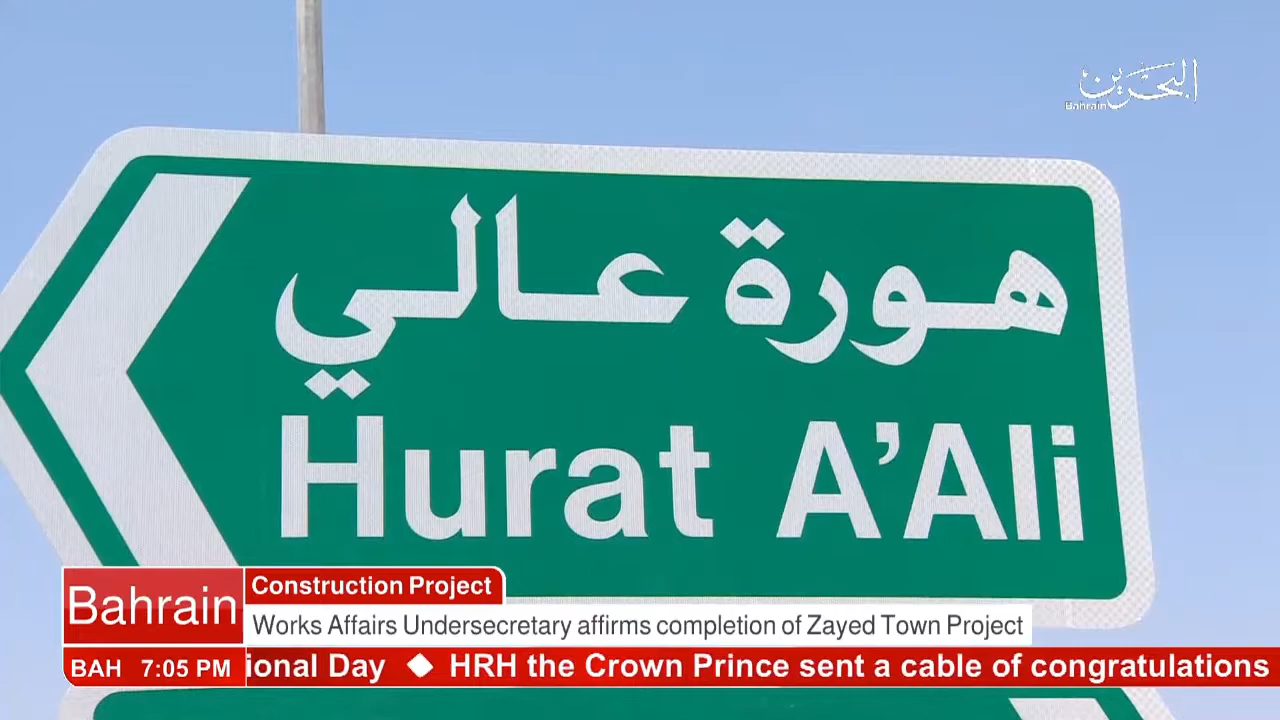 البحرين
Bahrain
هورة عالي
Hurat A'Ali
Bahrain
Construction Project
Works Affairs Undersecretary affirms completion of Zayed Town Project
BAH 7:05 PM
ional Day ◆ HRH the Crown Prince sent a cable of congratulations